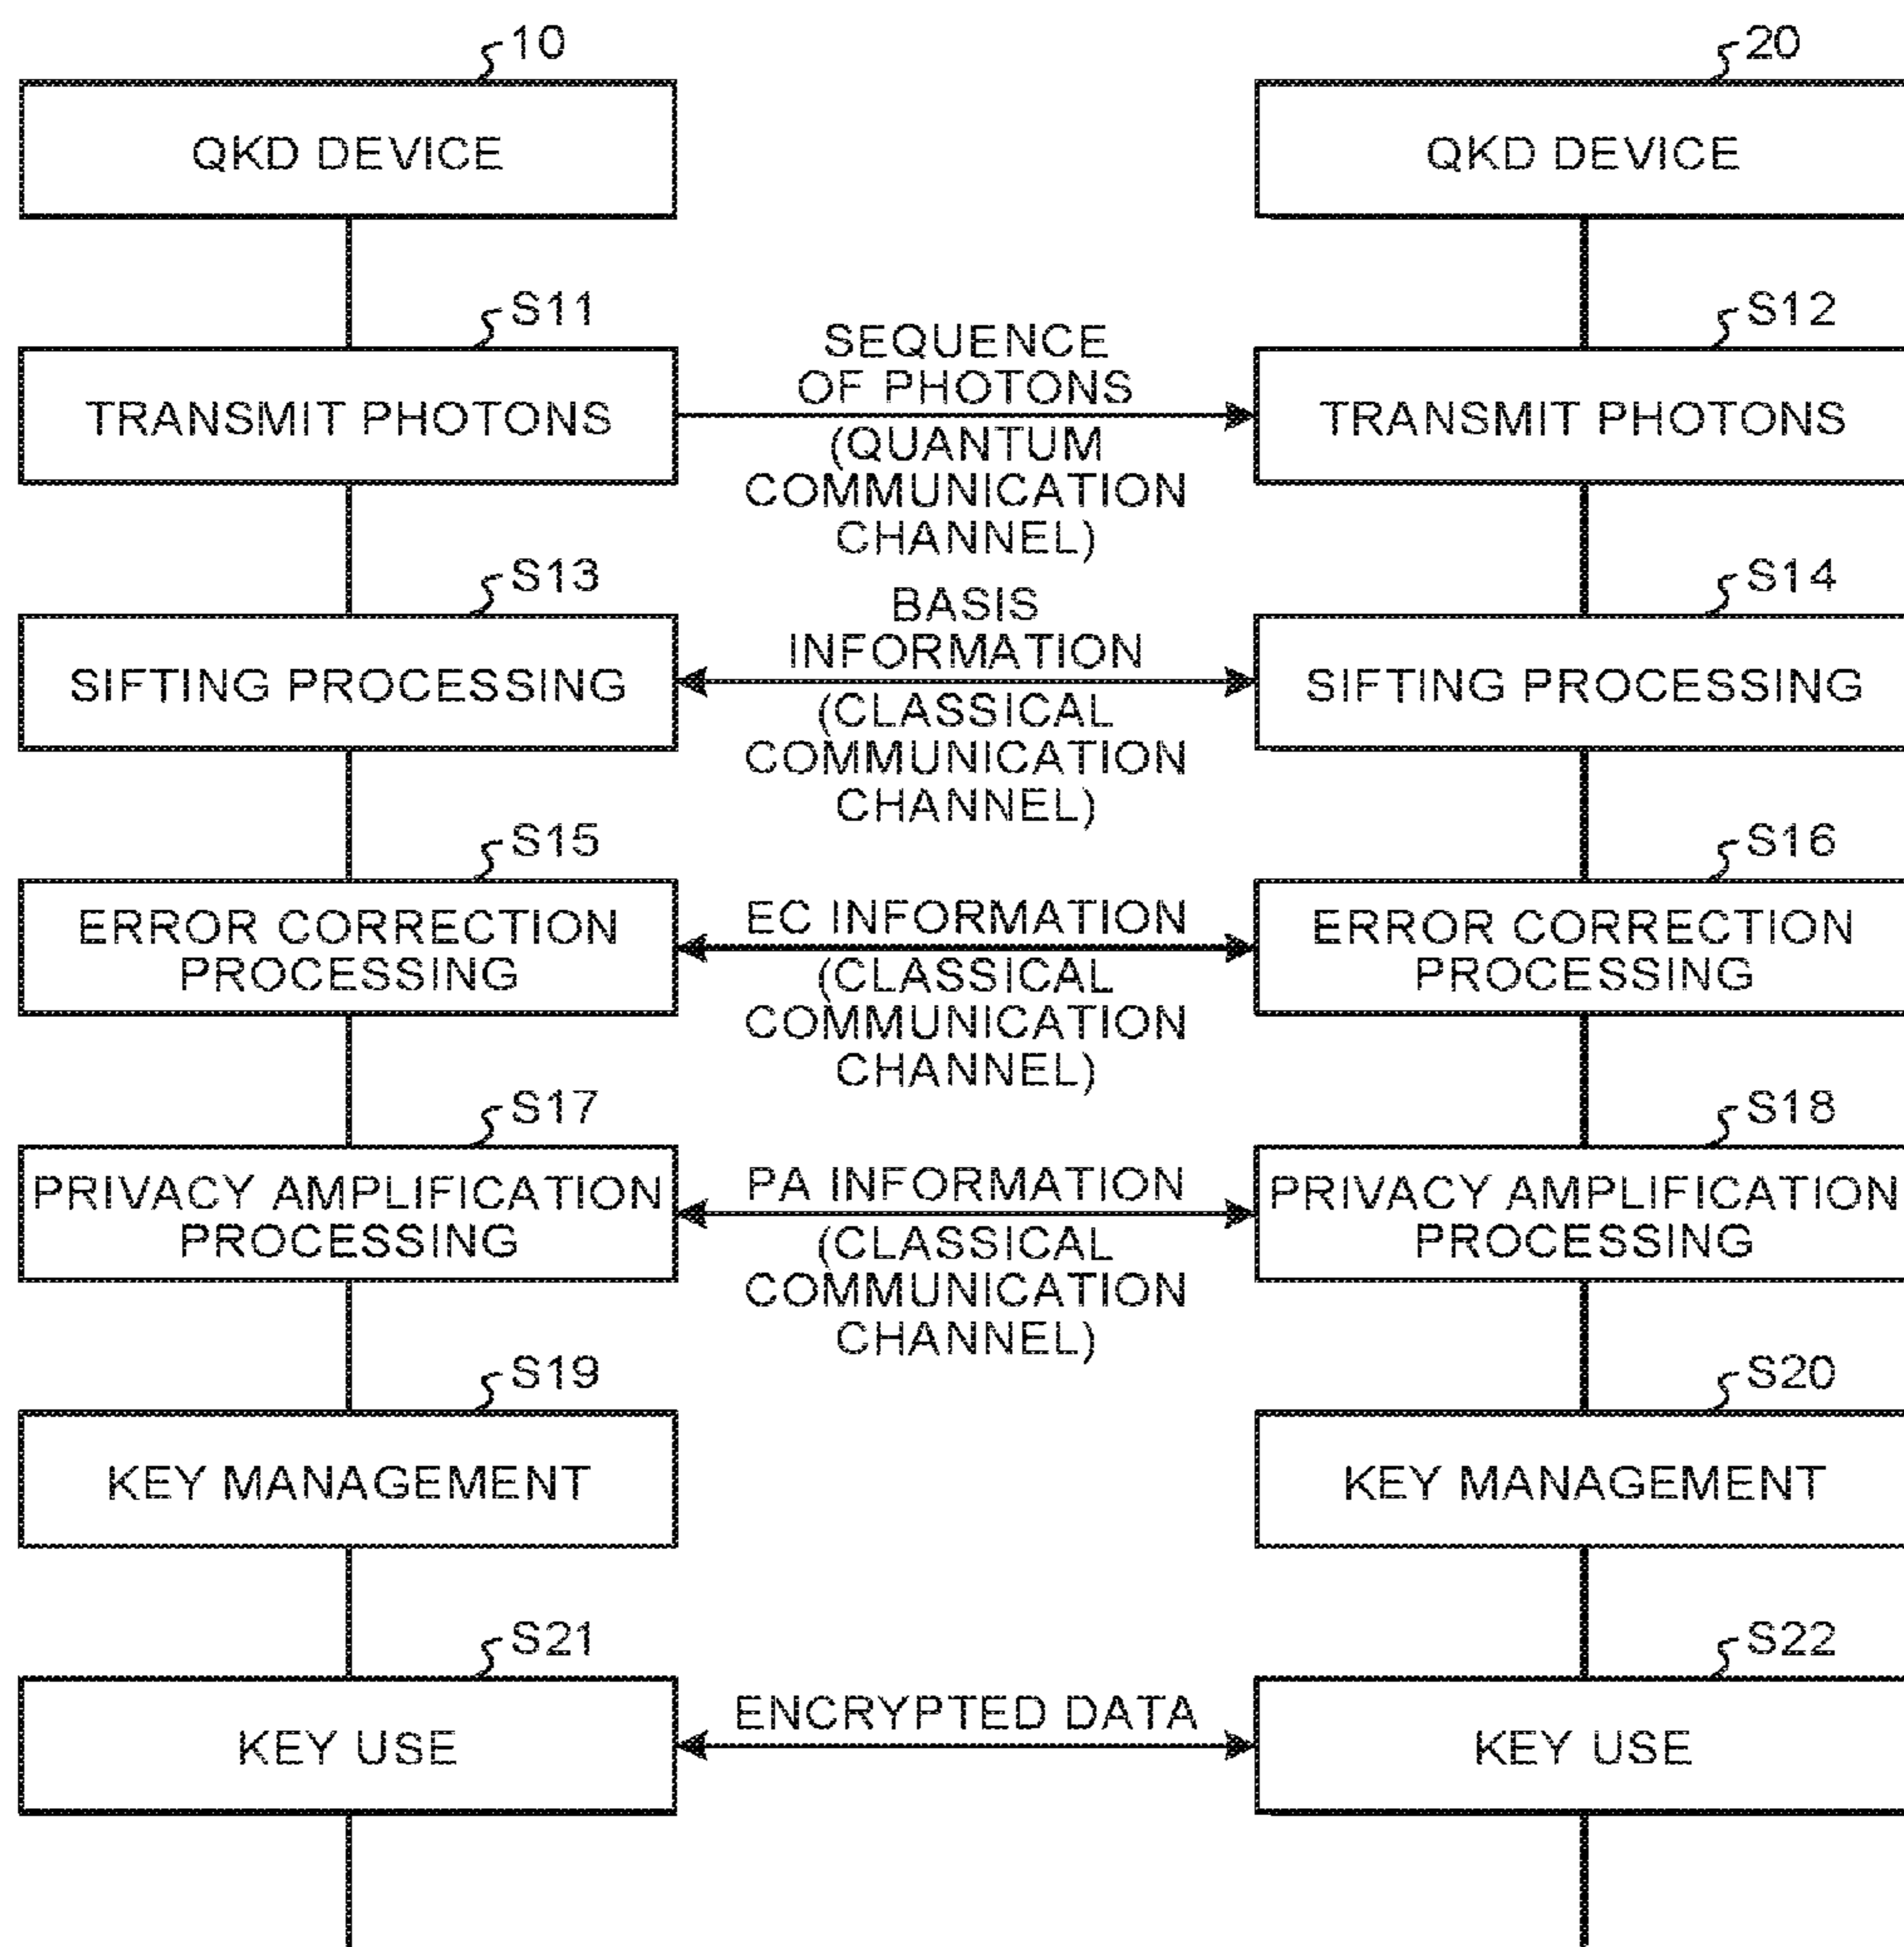 10
20
QKD DEVICE
QKD DEVICE
S11
S12
TRANSMIT PHOTONS
SEQUENCE
OF PHOTONS
(QUANTUM
COMMUNICATION
CHANNEL)
TRANSMIT PHOTONS
S13
S14
SIFTING PROCESSING
BASIS
INFORMATION
(CLASSICAL
COMMUNICATION
CHANNEL)
SIFTING PROCESSING
S15
S16
ERROR CORRECTION
PROCESSING
EC INFORMATION
(CLASSICAL
COMMUNICATION
CHANNEL)
ERROR CORRECTION
PROCESSING
S17
S18
PRIVACY AMPLIFICATION
PROCESSING
PA INFORMATION
(CLASSICAL
COMMUNICATION
CHANNEL)
PRIVACY AMPLIFICATION
PROCESSING
S19
S20
KEY MANAGEMENT
KEY MANAGEMENT
S21
S22
KEY USE
ENCRYPTED DATA
KEY USE